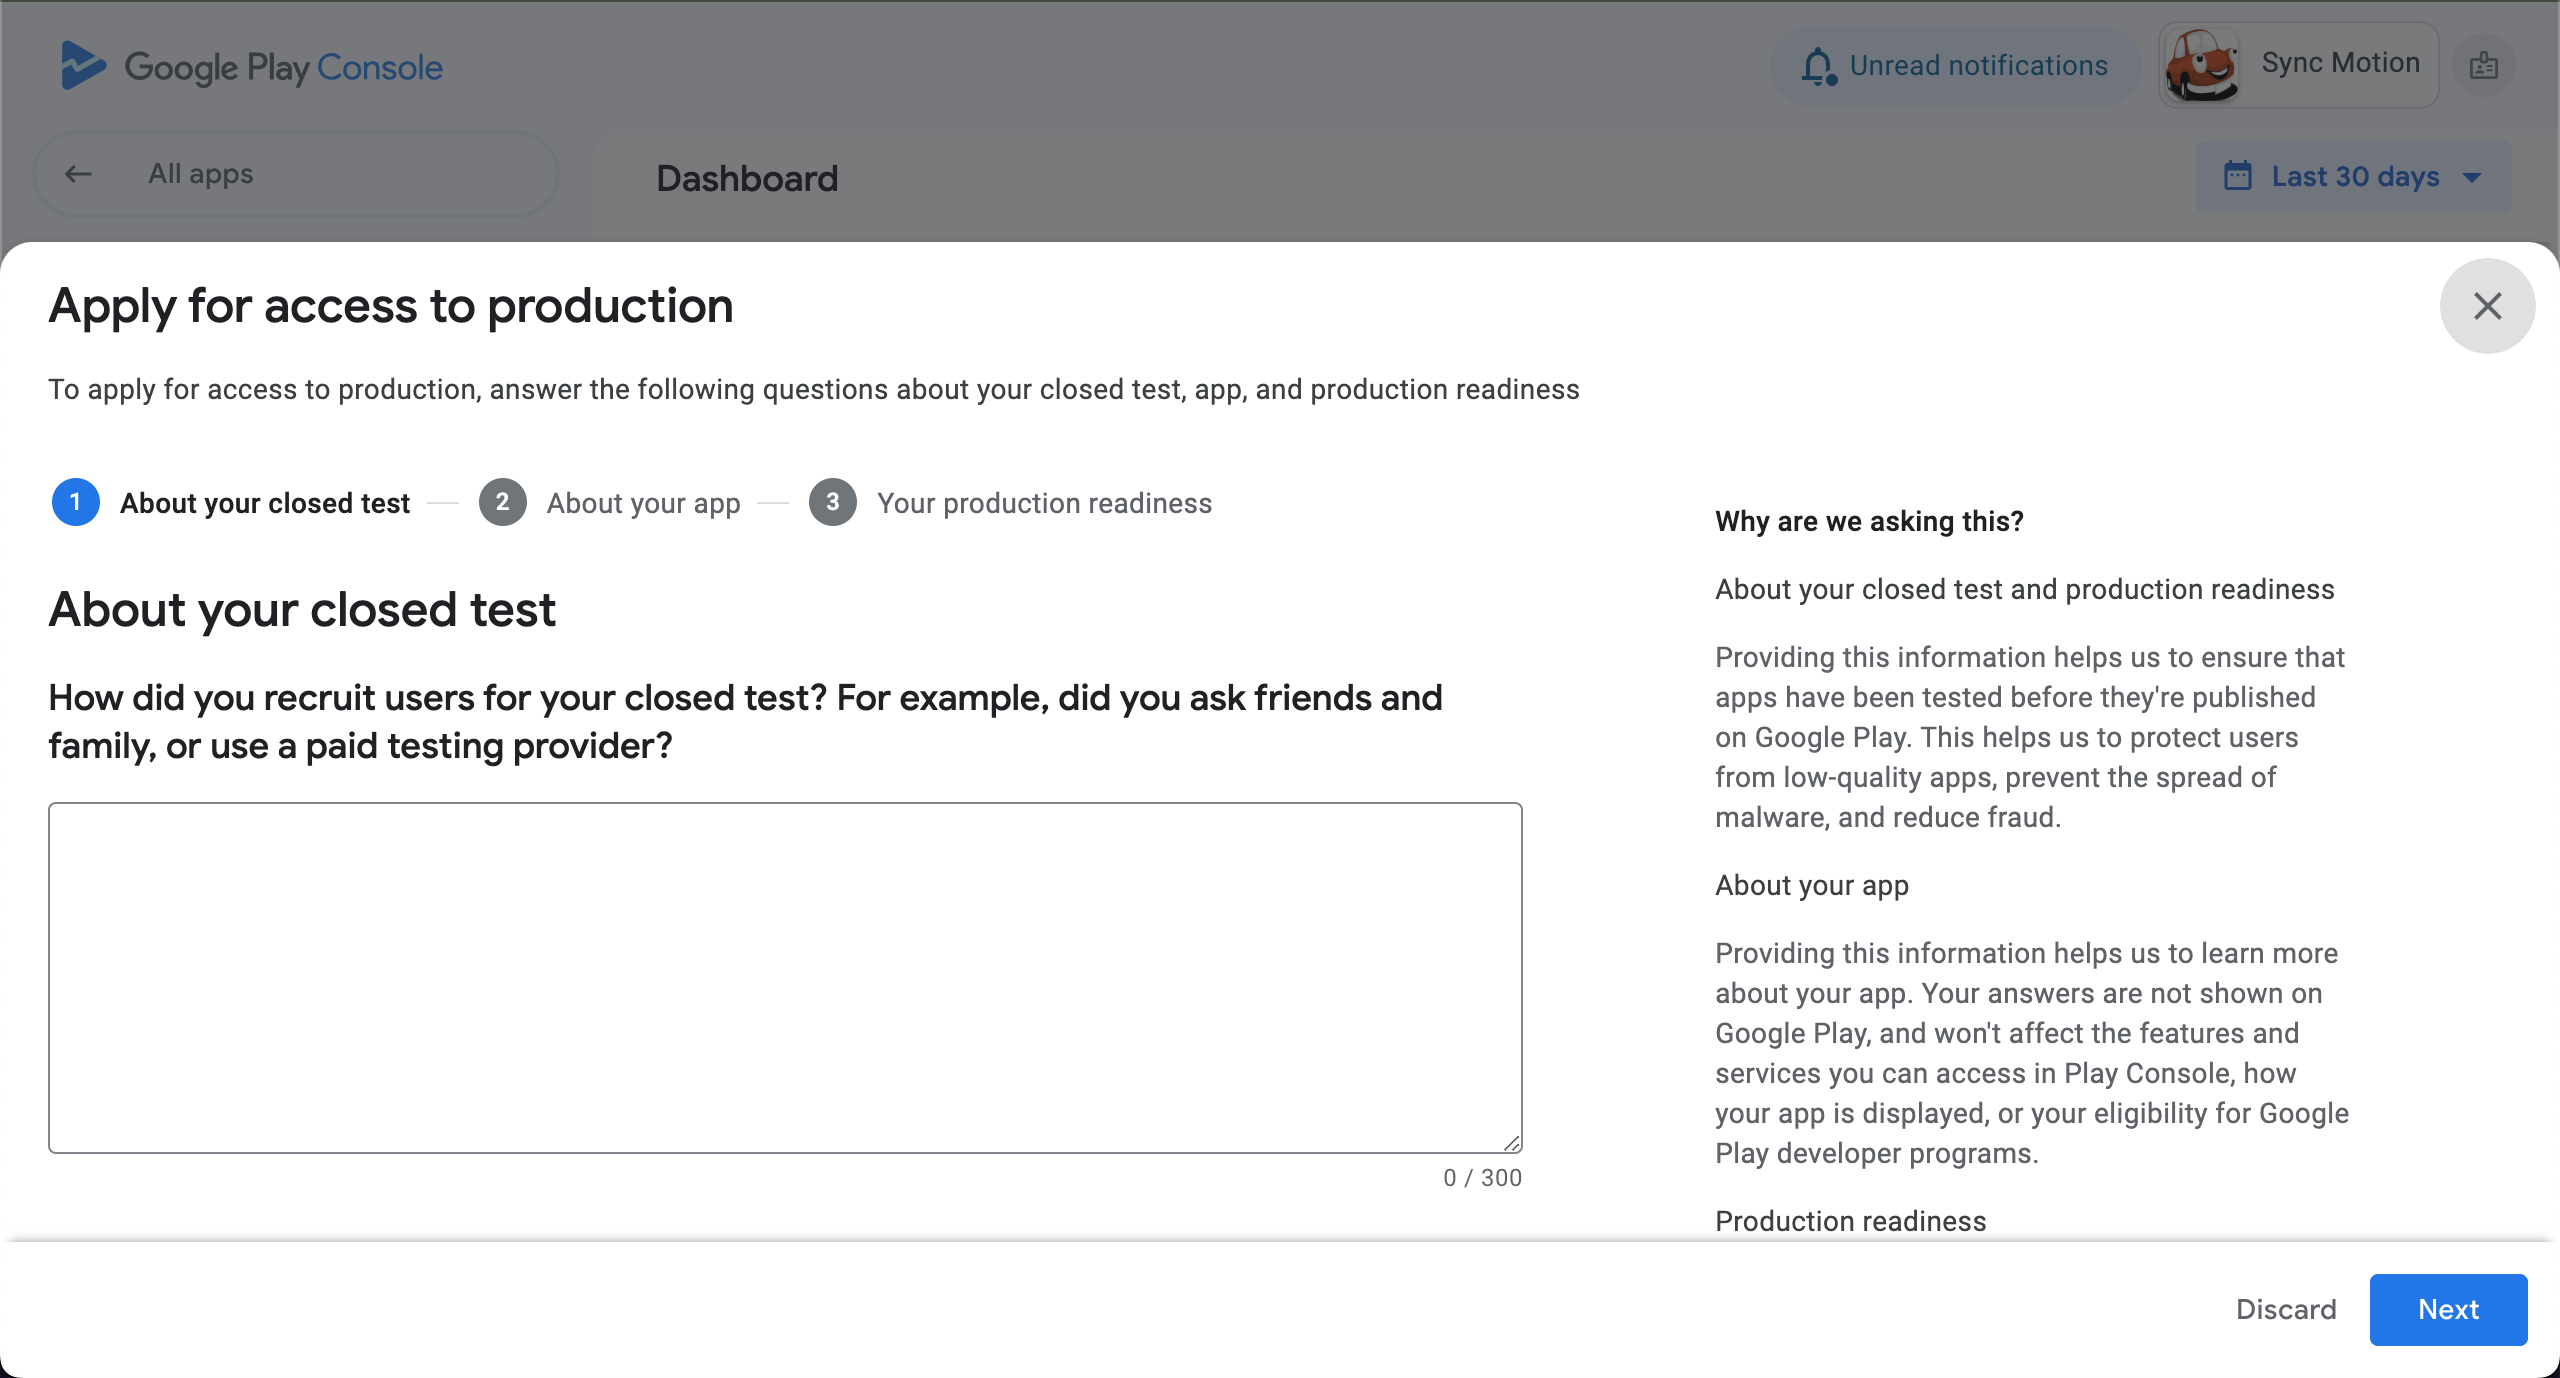 Google Play Console
Unread notifications
Sync Motion
All apps
Dashboard
Last 30 days
Apply for access to production
To apply for access to production, answer the following questions about your closed test, app, and production readiness
1 About your closed test 2 About your app 3 Your production readiness
About your closed test
How did you recruit users for your closed test? For example, did you ask friends and
family, or use a paid testing provider?
0 / 300
Why are we asking this?
About your closed test and production readiness
Providing this information helps us to ensure that
apps have been tested before they're published
on Google Play. This helps us to protect users
from low-quality apps, prevent the spread of
malware, and reduce fraud.
About your app
Providing this information helps us to learn more
about your app. Your answers are not shown on
Google Play, and won't affect the features and
services you can access in Play Console, how
your app is displayed, or your eligibility for Google
Play developer programs.
Production readiness
Discard
Next